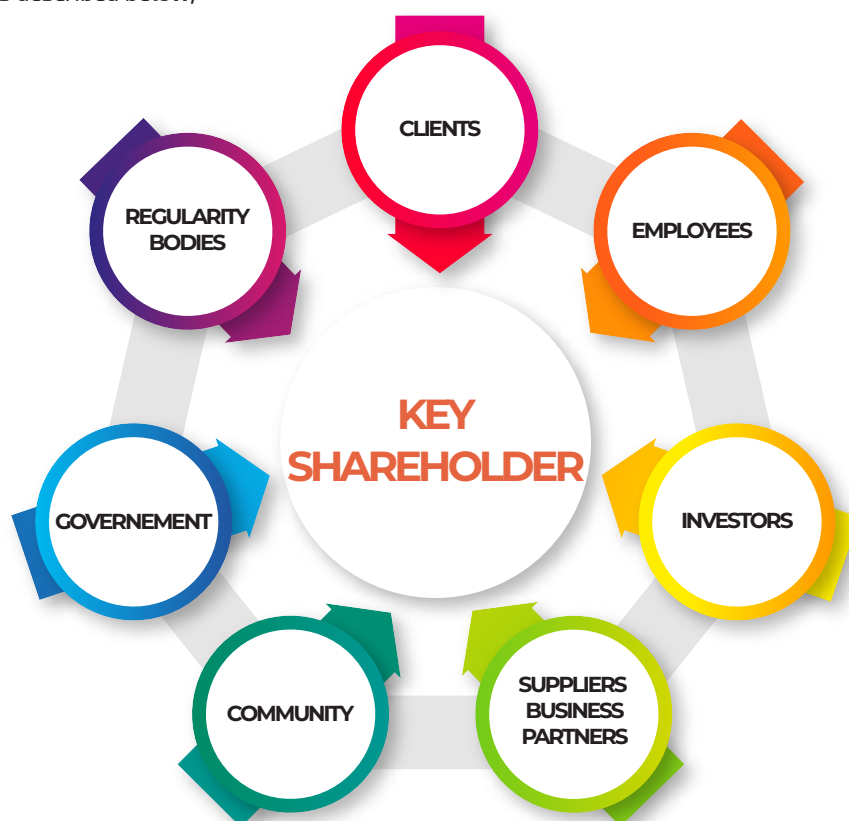 CLIENTS
REGULARITY
BODIES
EMPLOYEES
KEY
SHAREHOLDER
GOVERNEMENT
INVESTORS
COMMUNITY
SUPPLIERS
BUSINESS
PARTNERS